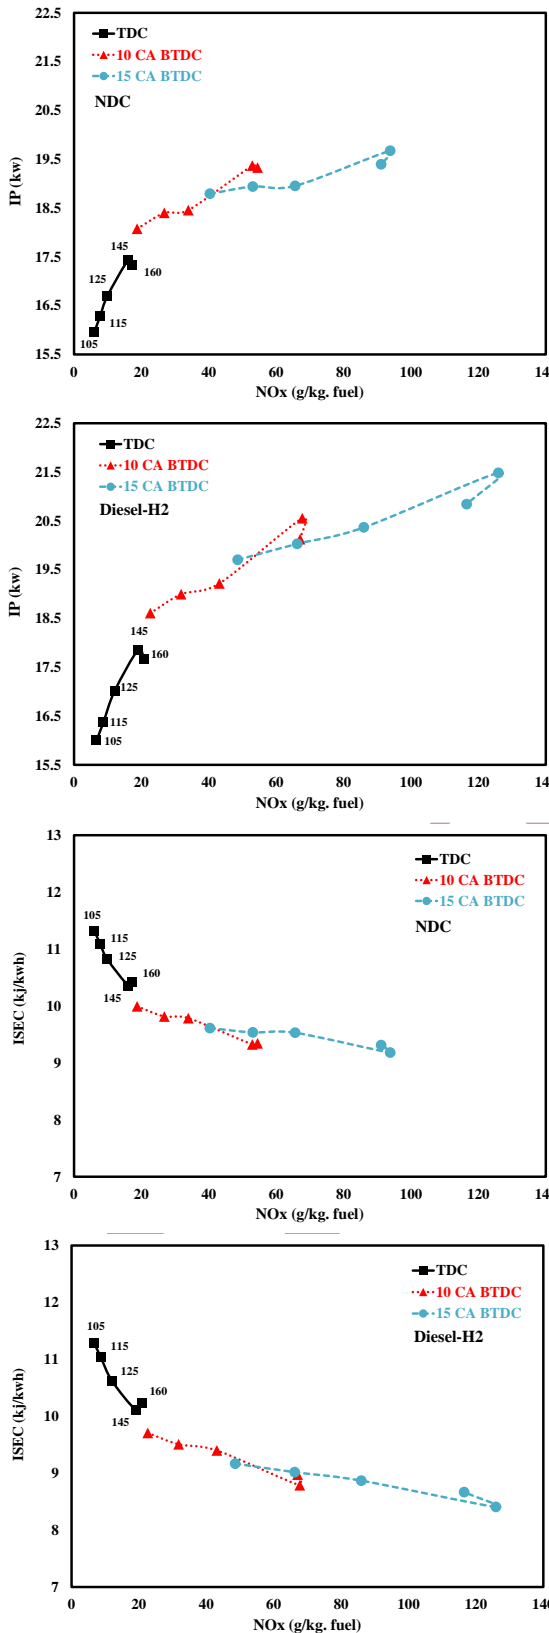 22.5
TDC
10 CA BTDC
21.5
15 CA BTDC
NDC
20.5
19.5
IP (kw)
18.5
145
17.5
160
125
16.5
115
105
15.5
0 20 40 60 80 100 120 140
NOx (g/kg. fuel)
22.5
TDC
10 CA BTDC
21.5
15 CA BTDC
Diesel-H2
20.5
19.5
IP (kw)
18.5
145
160
17.5
125
16.5
115
105
15.5
0 20 40 60 80 100 120 140
NOx (g/kg. fuel)
13
TDC
10 CA BTDC
12
15 CA BTDC
NDC
105
115
11
125
160
ISEC (kj/kwh)
145
10
9
8
7
0 20 40 60 80 100 120 140
NOx (g/kg. fuel)
13
TDC
10 CA BTDC
12
15 CA BTDC
Diesel-H2
105
115
11
125
160
ISEC (kj/kwh)
145
10
9
8
7
0 20 40 60 80 100 120 140
NOx (g/kg. fuel)